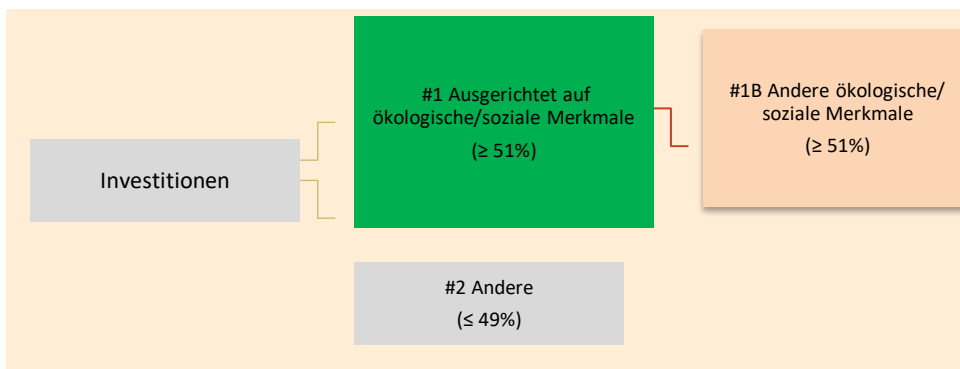 Investitionen
#1 Ausgerichtet auf
ökologische/soziale Merkmale
(≥ 51%)
#1B Andere ökologische/
soziale Merkmale
(≥ 51%)
#2 Andere
(≤ 49%)